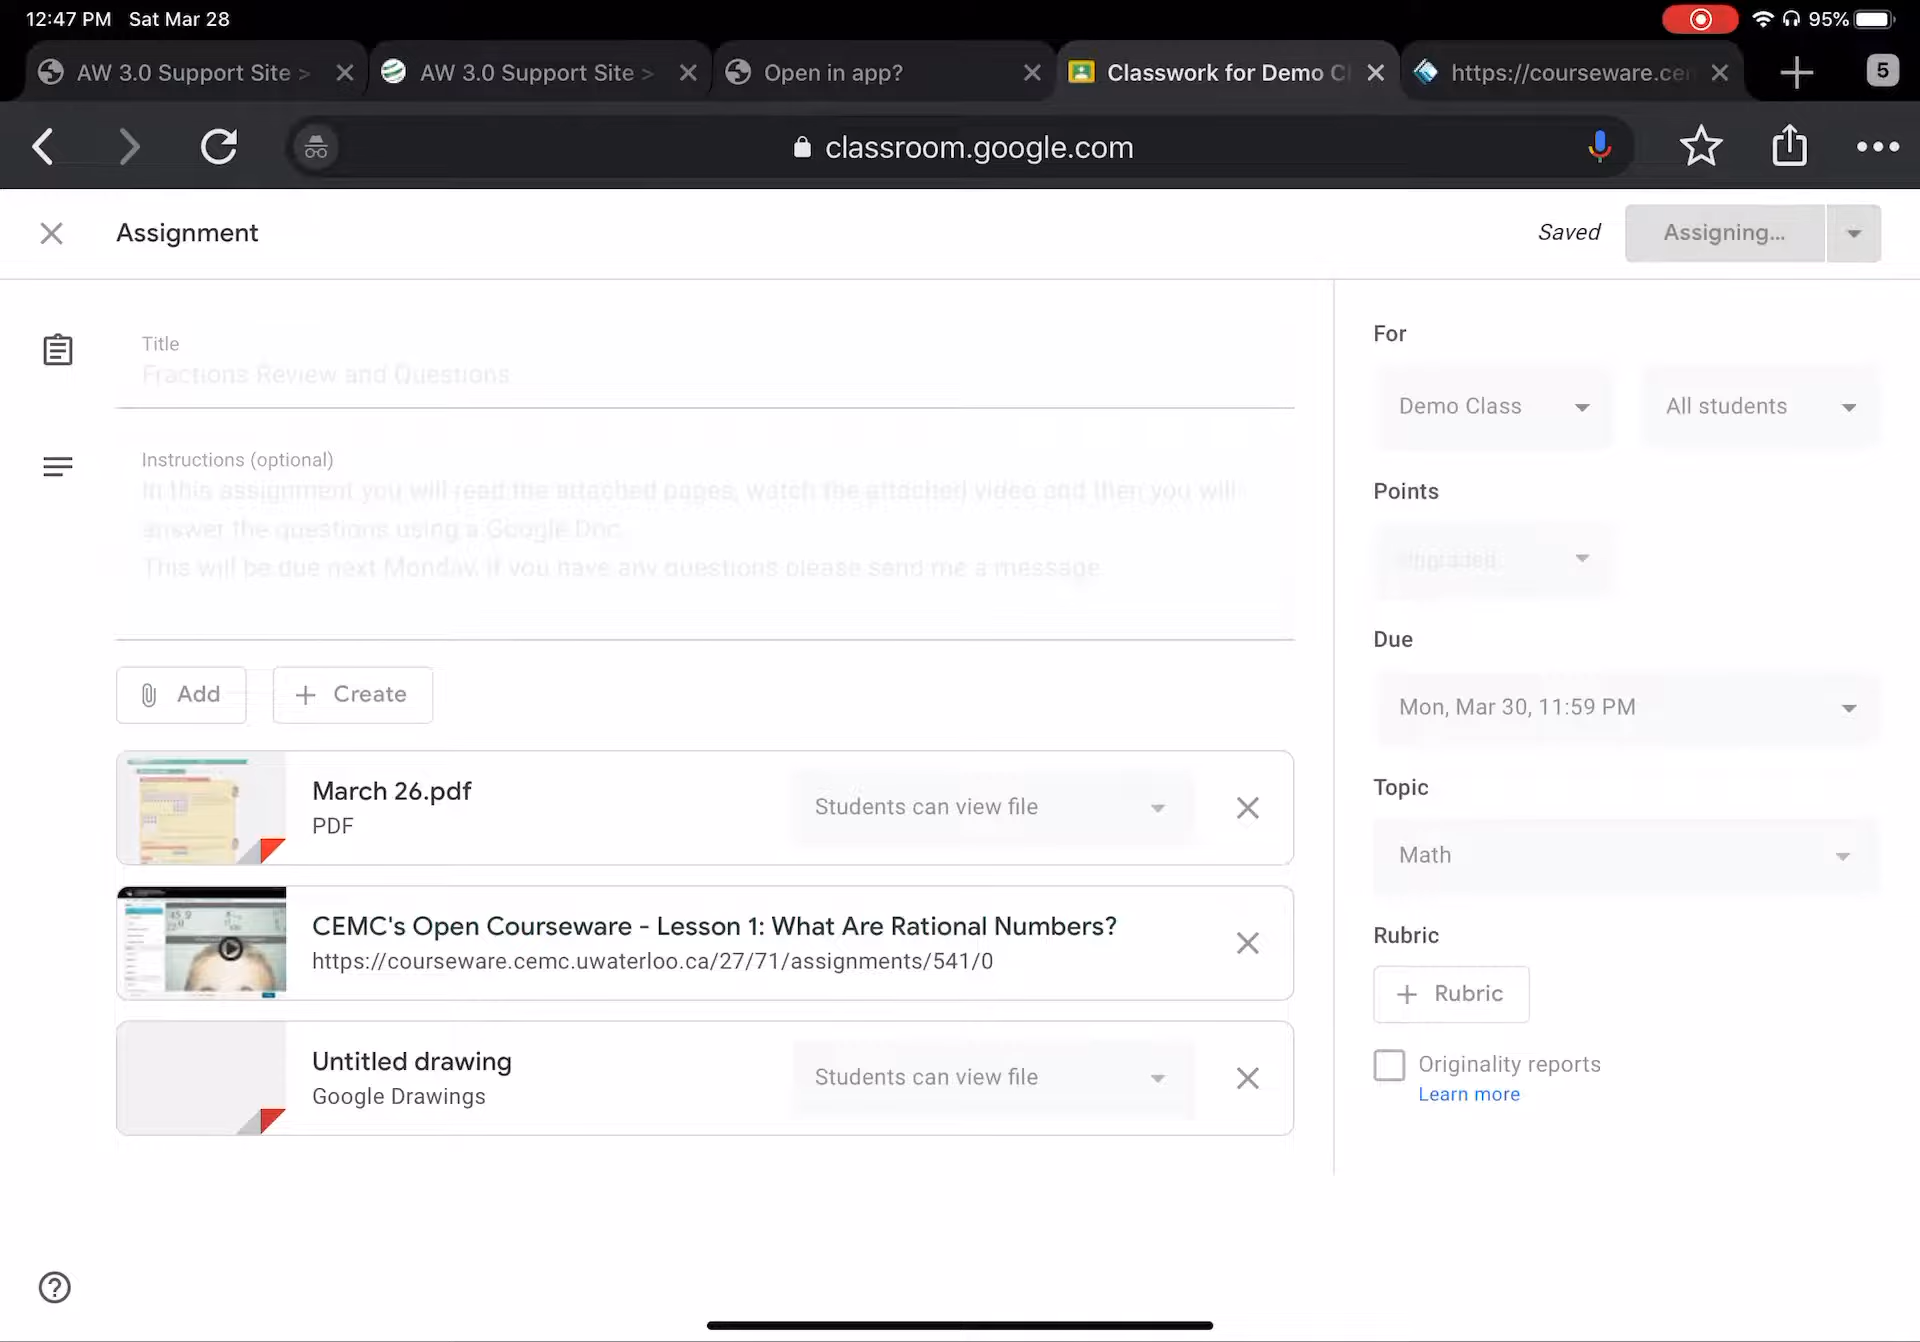 12:47 PM Sat Mar 28
95%
AW 3.0 Support Site >
AW 3.0 Support Site >
Open in app?
Classwork for Demo Cl
https://courseware.cem
5
classroom.google.com
Assignment
Saved
Assigning...
Title
Fractions Review and Questions
Instructions (optional)
In this assignment you will read the attached pages, watch the attached video and then you will
answer the questions using a Google Doc.
This will be due next Monday. If you have any questions please send me a message.
Add
Create
March 26.pdf
PDF
Students can view file
CEMC's Open Courseware - Lesson 1: What Are Rational Numbers?
https://courseware.cemc.uwaterloo.ca/27/71/assignments/541/0
Untitled drawing
Google Drawings
Students can view file
For
Demo Class
All students
Points
Ungraded
Due
Mon, Mar 30, 11:59 PM
Topic
Math
Rubric
Rubric
Originality reports
Learn more